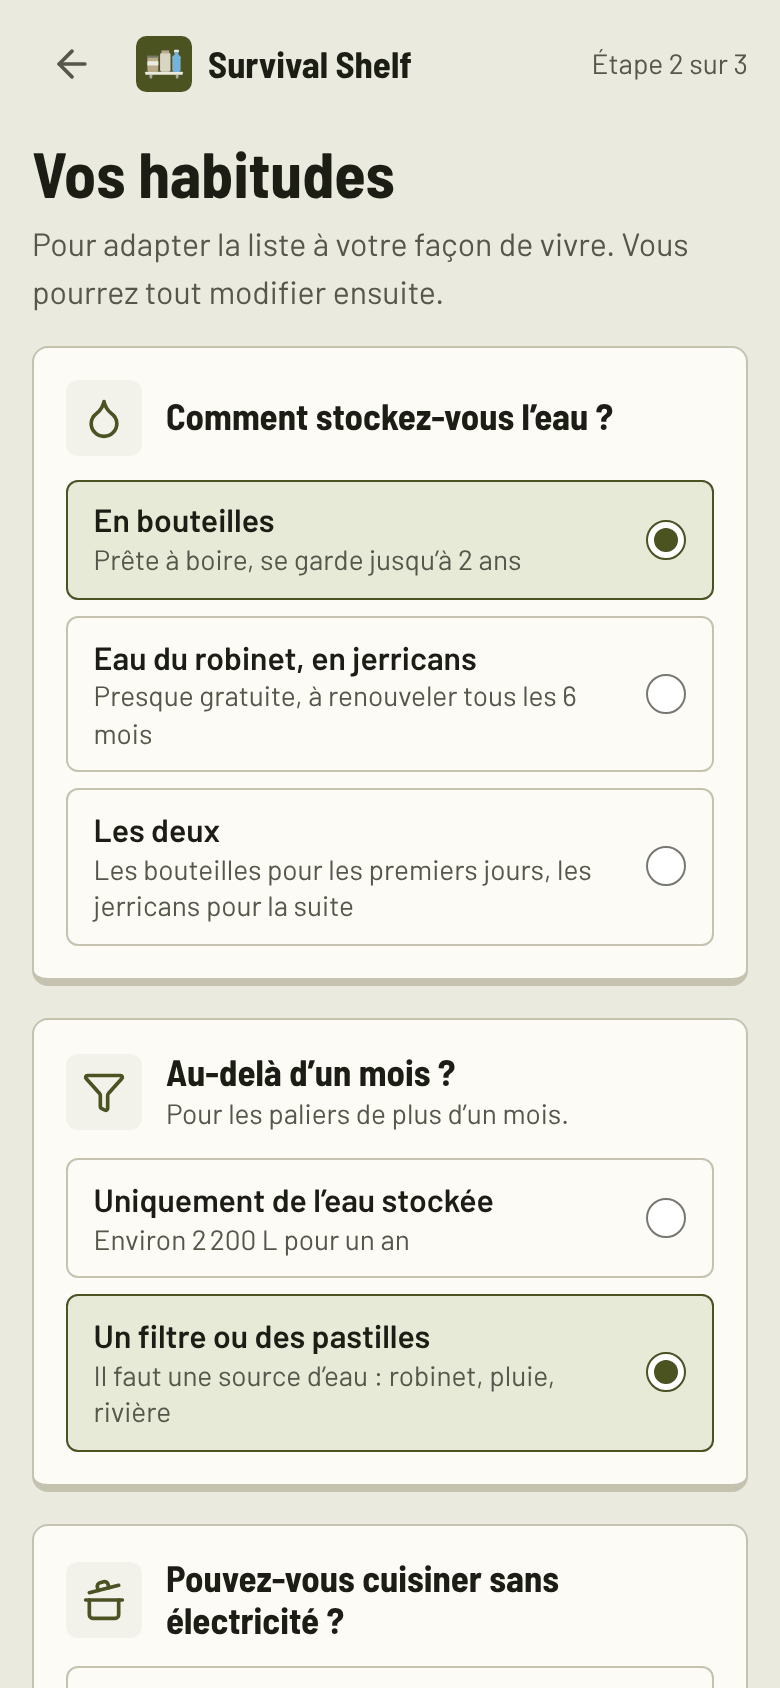 Survival Shelf
Étape 2 sur 3
Vos habitudes
Pour adapter la liste à votre façon de vivre. Vous
pourrez tout modifier ensuite.
Comment stockez-vous l’eau ?
En bouteilles
Prête à boire, se garde jusqu’à 2 ans
Eau du robinet, en jerricans
Presque gratuite, à renouveler tous les 6
mois
Les deux
Les bouteilles pour les premiers jours, les
jerricans pour la suite
Au-delà d’un mois ?
Pour les paliers de plus d’un mois.
Uniquement de l’eau stockée
Environ 2 200 L pour un an
Un filtre ou des pastilles
Il faut une source d’eau : robinet, pluie,
rivière
Pouvez-vous cuisiner sans
électricité ?